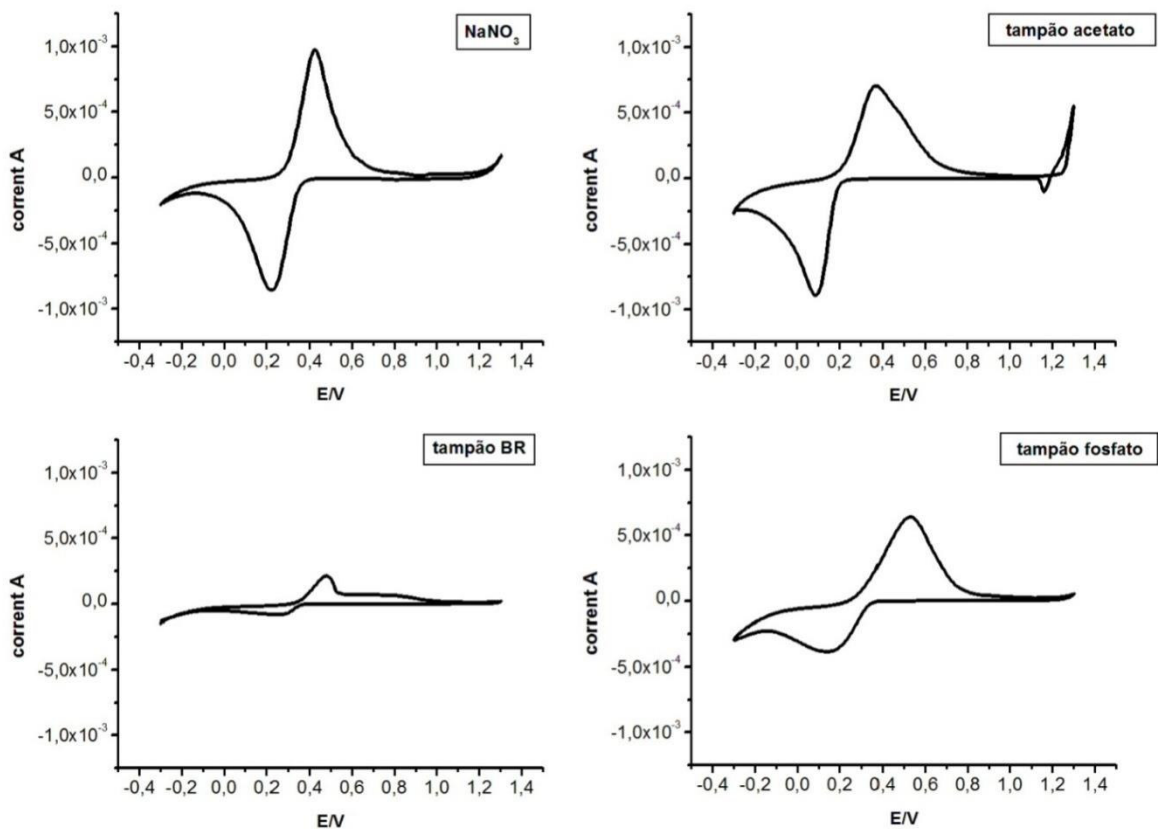 NaNO3
1,0x10-3
5,0x10-4
0,0
-5,0x10-4
-1,0x10-3
corrent A
-0,4 -0,2 0,0 0,2 0,4 0,6 0,8 1,0 1,2 1,4
E/V
tampão acetato
1,0x10-3
5,0x10-4
0,0
-5,0x10-4
-1,0x10-3
corrent A
-0,4 -0,2 0,0 0,2 0,4 0,6 0,8 1,0 1,2 1,4
E/V
tampão BR
1,0x10-3
5,0x10-4
0,0
-5,0x10-4
-1,0x10-3
corrent A
-0,4 -0,2 0,0 0,2 0,4 0,6 0,8 1,0 1,2 1,4
E/V
tampão fosfato
1,0x10-3
5,0x10-4
0,0
-5,0x10-4
-1,0x10-3
corrent A
-0,4 -0,2 0,0 0,2 0,4 0,6 0,8 1,0 1,2 1,4
E/V